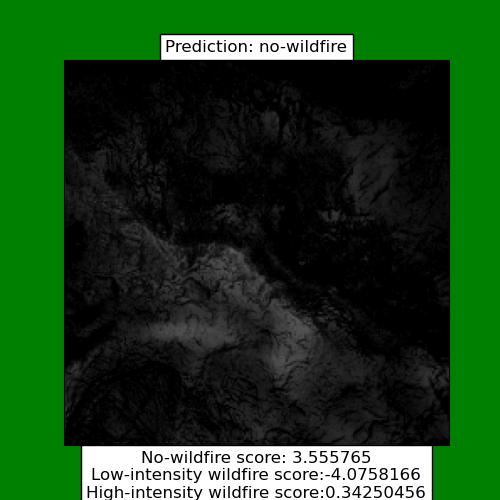 Prediction: no-wildfire
No-wildfire score: 3.555765
Low-intensity wildfire score:-4.0758166
High-intensity wildfire score:0.34250456